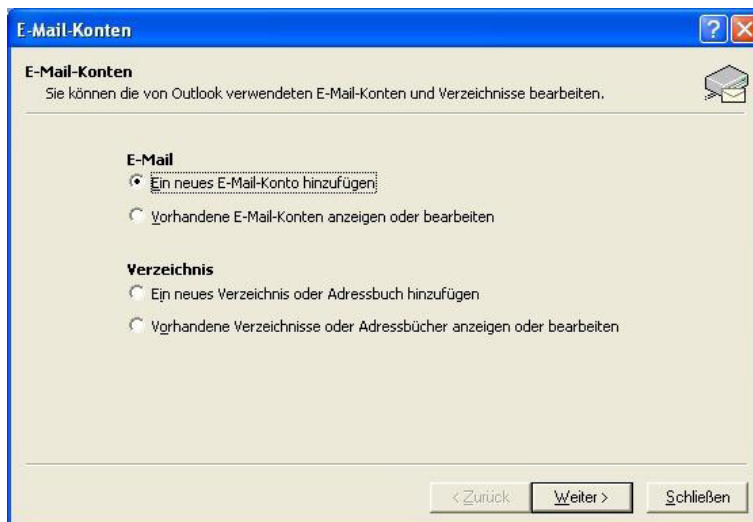 E-Mail-Konten
E-Mail-Konten
Sie können die von Outlook verwendeten E-Mail-Konten und Verzeichnisse bearbeiten.
E-Mail
Ein neues E-Mail-Konto hinzufügen
Vorhandene E-Mail-Konten anzeigen oder bearbeiten
Verzeichnis
Ein neues Verzeichnis oder Adressbuch hinzufügen
Vorhandene Verzeichnisse oder Adressbücher anzeigen oder bearbeiten
< Zurück Weiter > Schließen